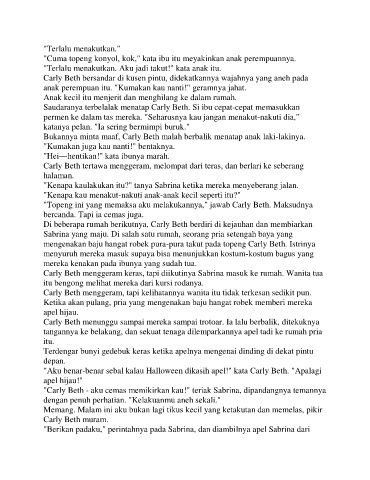 "Terlalu menakutkan."
"Cuma topeng konyol, kok," kata ibu itu meyakinkan anak perempuannya.
"Terlalu menakutkan. Aku jadi takut!" kata anak itu.
Carly Beth bersandar di kusen pintu, didekatkannya wajahnya yang aneh pada
anak perempuan itu. "Kumakan kau nanti!" geramnya jahat.
Anak kecil itu menjerit dan menghilang ke dalam rumah.
Saudaranya terbelalak menatap Carly Beth. Si ibu cepat-cepat memasukkan
permen ke dalam tas mereka. "Seharusnya kau jangan menakut-nakuti dia,"
katanya pelan. "Ia sering bermimpi buruk."
Bukannya minta maaf, Carly Beth malah berbalik menatap anak laki-lakinya.
"Kumakan juga kau nanti!" bentaknya.
"Hei—hentikan!" kata ibunya marah.
Carly Beth tertawa menggeram, melompat dari teras, dan berlari ke seberang
halaman.
"Kenapa kaulakukan itu?" tanya Sabrina ketika mereka menyeberang jalan.
"Kenapa kau menakut-nakuti anak-anak kecil seperti itu?"
"Topeng ini yang memaksa aku melakukannya," jawab Carly Beth. Maksudnya
bercanda. Tapi ia cemas juga.
Di beberapa rumah berikutnya, Carly Beth berdiri di kejauhan dan membiarkan
Sabrina yang maju. Di salah satu rumah, seorang pria setengah baya yang
mengenakan baju hangat robek pura-pura takut pada topeng Carly Beth. Istrinya
menyuruh mereka masuk supaya bisa menunjukkan kostum-kostum bagus yang
mereka kenakan pada ibunya yang sudah tua.
Carly Beth menggeram keras, tapi diikutinya Sabrina masuk ke rumah. Wanita tua
itu bengong melihat mereka dari kursi rodanya.
Carly Beth menggeram, tapi kelihatannya wanita itu tidak terkesan sedikit pun.
Ketika akan pulang, pria yang mengenakan baju hangat robek memberi mereka
apel hijau.
Carly Beth menunggu sampai mereka sampai trotoar. Ia lalu berbalik, ditekuknya
tangannya ke belakang, dan sekuat tenaga dilemparkannya apel tadi ke rumah pria
itu.
Terdengar bunyi gedebuk keras ketika apelnya mengenai dinding di dekat pintu
depan.
"Aku benar-benar sebal kalau Halloween dikasih apel!" kata Carly Beth. "Apalagi
apel hijau!"
"Carly Beth - aku cemas memikirkan kau!" teriak Sabrina, dipandangnya temannya
dengan penuh perhatian. "Kelakuanmu aneh sekali."
Memang. Malam ini aku bukan lagi tikus kecil yang ketakutan dan memelas, pikir
Carly Beth muram.
"Berikan padaku," perintahnya pada Sabrina, dan diambilnya apel Sabrina dari